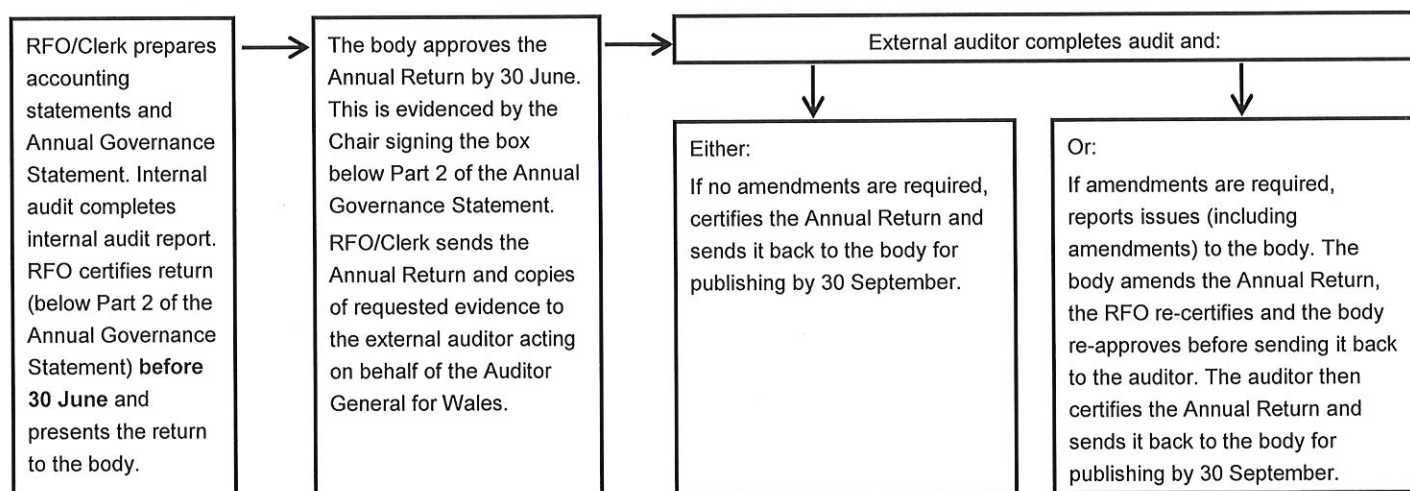 RFO/Clerk prepares
accounting
statements and
Annual Governance
Statement. Internal
audit completes
internal audit report.
RFO certifies return
(below Part 2 of the
Annual Governance
Statement) before
30 June and
presents the return
to the body.
The body approves the
Annual Return by 30 June.
This is evidenced by the
Chair signing the box
below Part 2 of the Annual
Governance Statement.
RFO/Clerk sends the
Annual Return and copies
of requested evidence to
the external auditor acting
on behalf of the Auditor
General for Wales.
External auditor completes audit and:
Either:
If no amendments are required,
certifies the Annual Return and
sends it back to the body for
publishing by 30 September.
Or:
If amendments are required,
reports issues (including
amendments) to the body. The
body amends the Annual Return,
the RFO re-certifies and the body
re-approves before sending it back
to the auditor. The auditor then
certifies the Annual Return and
sends it back to the body for
publishing by 30 September.